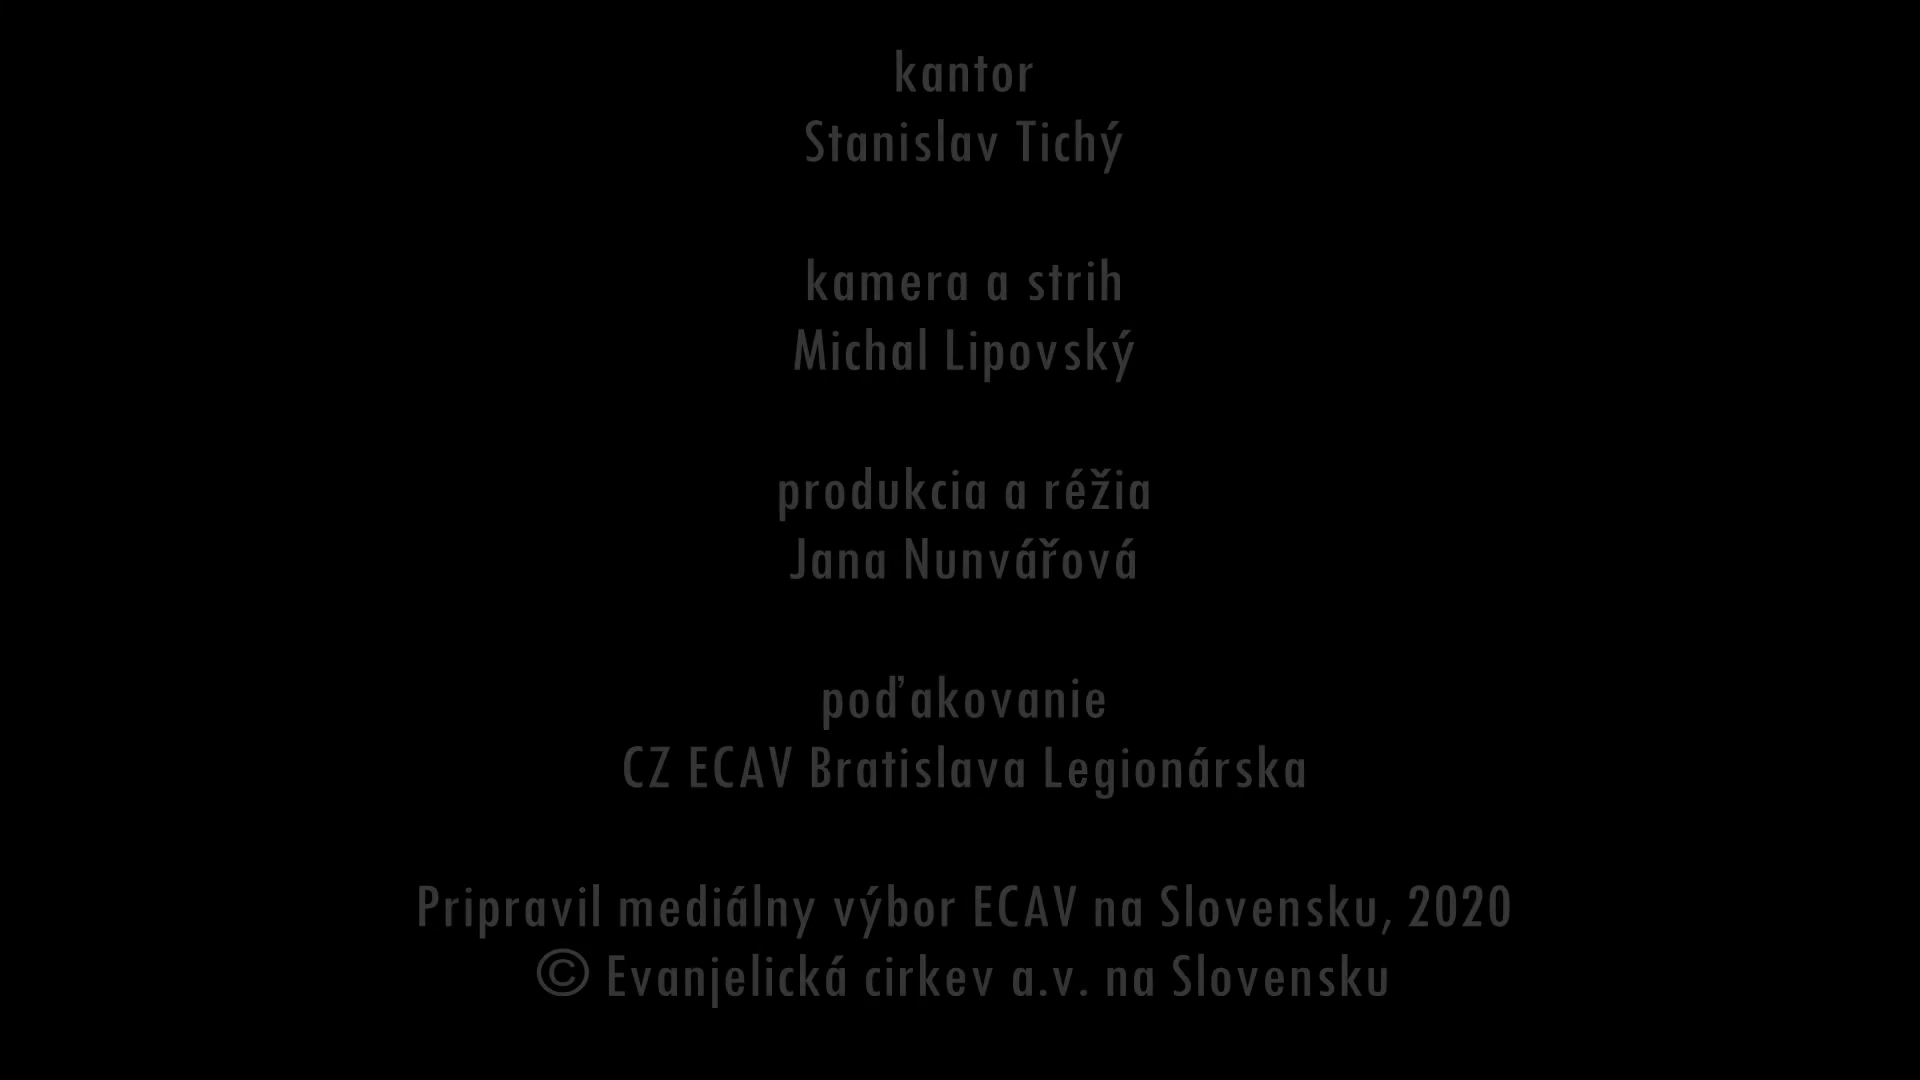 kantor
Stanislav Tichý
kamera a strih
Michal Lipovský
produkcia a réžia
Jana Nunvářová
poďakovanie
CZ ECAV Bratislava Legionárska
Pripravil mediálny výbor ECAV na Slovensku, 2020
© Evanjelická cirkev a.v. na Slovensku